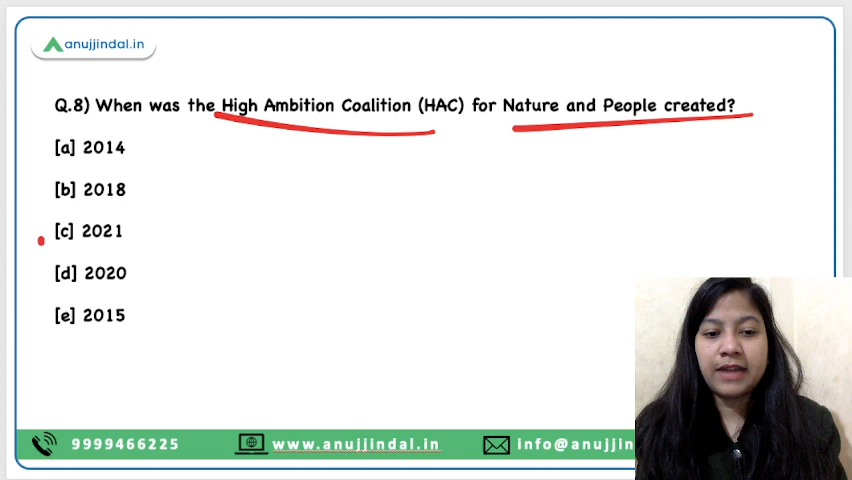 anujjindal.in
Q.8) When was the High Ambition Coalition (HAC) for Nature and People created?
[a] 2014
[b] 2018
[c] 2021
[d] 2020
[e] 2015
9999466225 www.anujjindal.in info@anujjin